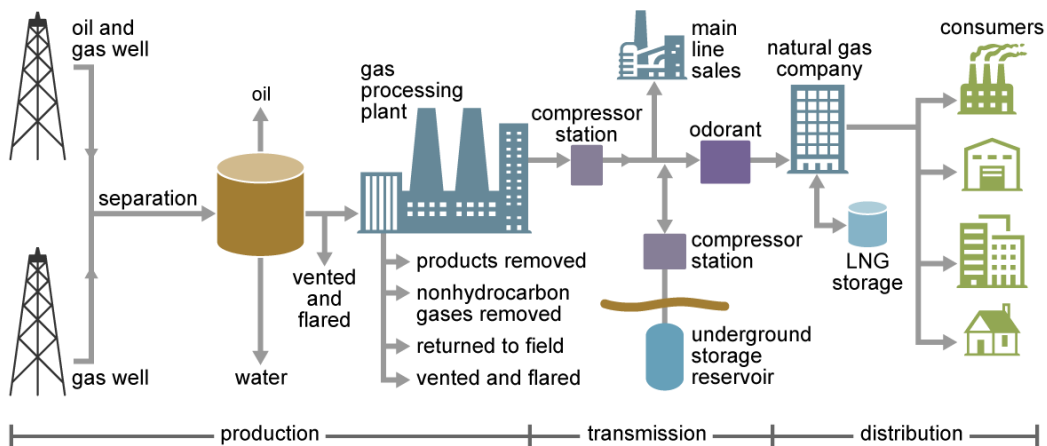 oil and
gas well
gas well
separation
oil
water
vented
and
flared
gas
processing
plant
products removed
nonhydrocarbon
gases removed
returned to field
vented and flared
compressor
station
main
line
sales
odorant
compressor
station
underground
storage
reservoir
natural gas
company
LNG
storage
consumers
production
transmission
distribution